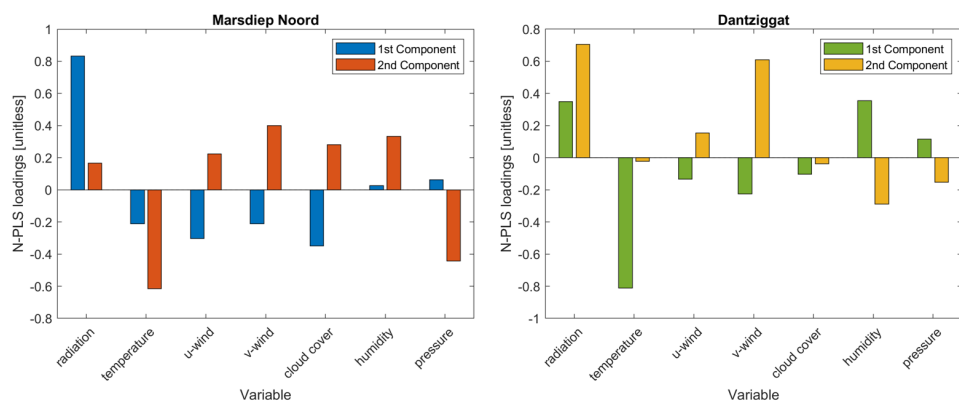 Marsdiep Noord
1st Component
2nd Component
N-PLS loadings [unitless]
1
0.8
0.6
0.4
0.2
0
-0.2
-0.4
-0.6
-0.8
radiation
temperature
u-wind
v-wind
cloud cover
humidity
pressure
Variable
Dantziggat
1st Component
2nd Component
N-PLS loadings [unitless]
0.8
0.6
0.4
0.2
0
-0.2
-0.4
-0.6
-0.8
-1
radiation
temperature
u-wind
v-wind
cloud cover
humidity
pressure
Variable